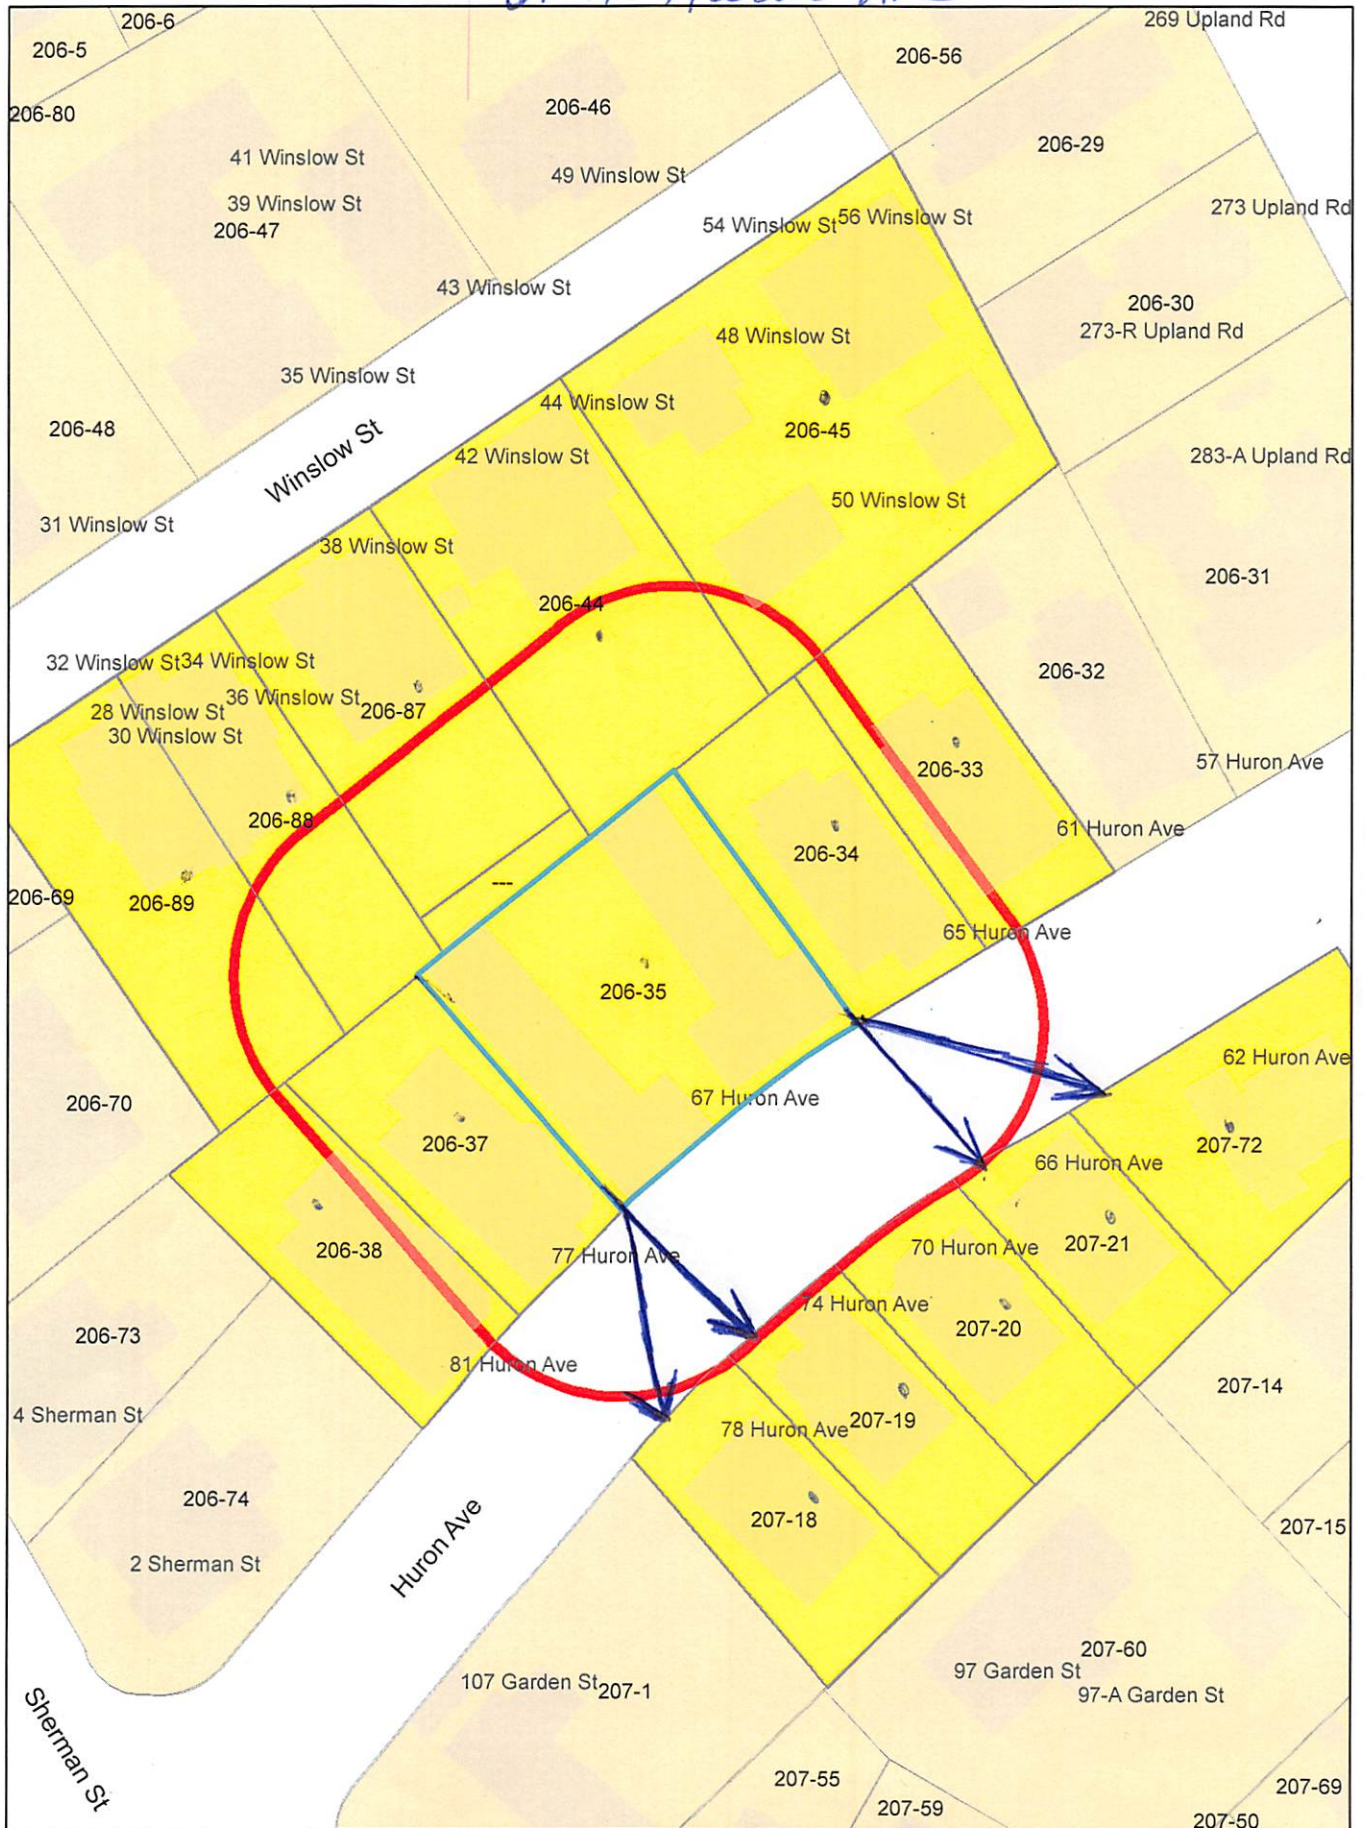 269 Upland Rd
206-6
206-5
206-56
206-80
206-46
206-29
41 Winslow St
49 Winslow St
39 Winslow St
206-47
273 Upland Rd
54 Winslow St
56 Winslow St
43 Winslow St
206-30
273-R Upland Rd
48 Winslow St
35 Winslow St
44 Winslow St
206-48
206-45
Winslow St
42 Winslow St
283-A Upland Rd
50 Winslow St
31 Winslow St
38 Winslow St
206-31
206-44
32 Winslow St
34 Winslow St
206-32
36 Winslow St
28 Winslow St
206-87
30 Winslow St
57 Huron Ave
206-33
206-88
61 Huron Ave
206-34
---
206-69
206-89
65 Huron Ave
206-35
62 Huron Ave
206-70
67 Huron Ave
206-37
207-72
66 Huron Ave
206-38
77 Huron Ave
70 Huron Ave
207-21
74 Huron Ave
206-73
207-20
81 Huron Ave
207-14
4 Sherman St
207-19
78 Huron Ave
206-74
207-18
207-15
Huron Ave
2 Sherman St
207-60
97 Garden St
107 Garden St
207-1
97-A Garden St
Sherman St
207-55
207-69
207-59
207-50